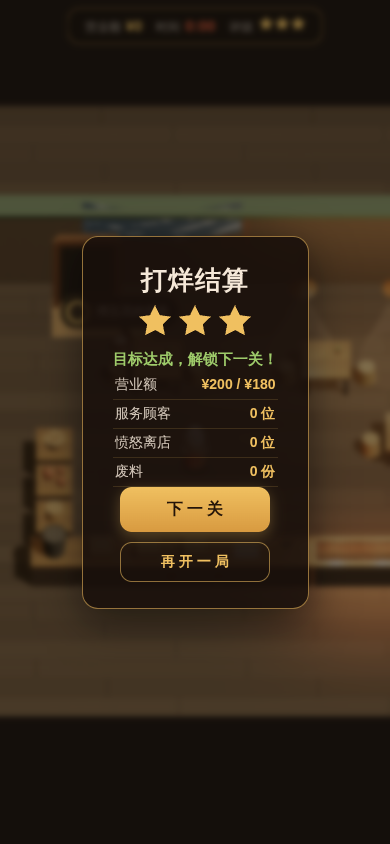 打烊结算
目标达成，解锁下一关！
营业额 ¥200 / ¥180
服务顾客 0 位
愤怒离店 0 位
废料 0 份
下一关
再开一局